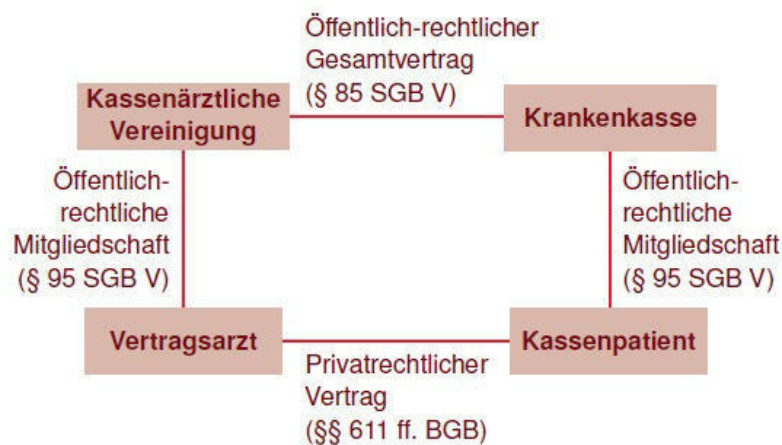 Öffentlich-rechtlicher
Gesamtvertrag
(§ 85 SGB V)
Kassenärztliche
Vereinigung
Krankenkasse
Öffentlich-
rechtliche
Mitgliedschaft
(§ 95 SGB V)
Öffentlich-
rechtliche
Mitgliedschaft
(§ 95 SGB V)
Vertragsarzt
Kassenpatient
Privatrechtlicher
Vertrag
(§§ 611 ff. BGB)